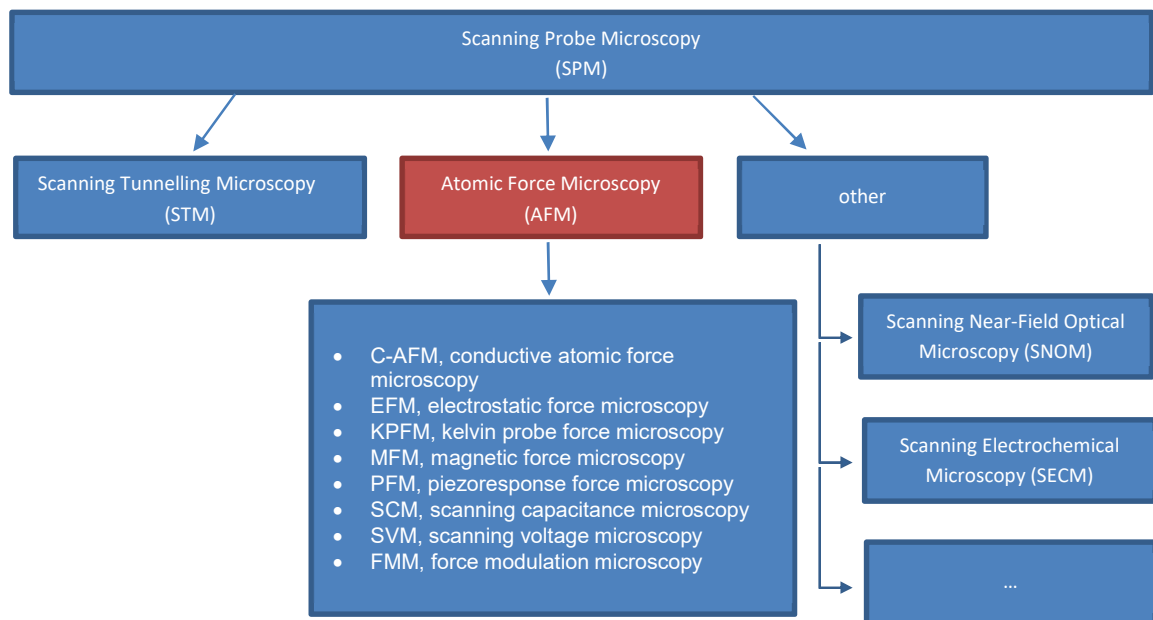 Scanning Probe Microscopy
(SPM)
Scanning Tunnelling Microscopy
(STM)
Atomic Force Microscopy
(AFM)
other
• C-AFM, conductive atomic force
microscopy
• EFM, electrostatic force microscopy
• KPFM, kelvin probe force microscopy
• MFM, magnetic force microscopy
• PFM, piezoresponse force microscopy
• SCM, scanning capacitance microscopy
• SVM, scanning voltage microscopy
• FMM, force modulation microscopy
Scanning Near-Field Optical
Microscopy (SNOM)
Scanning Electrochemical
Microscopy (SECM)
...